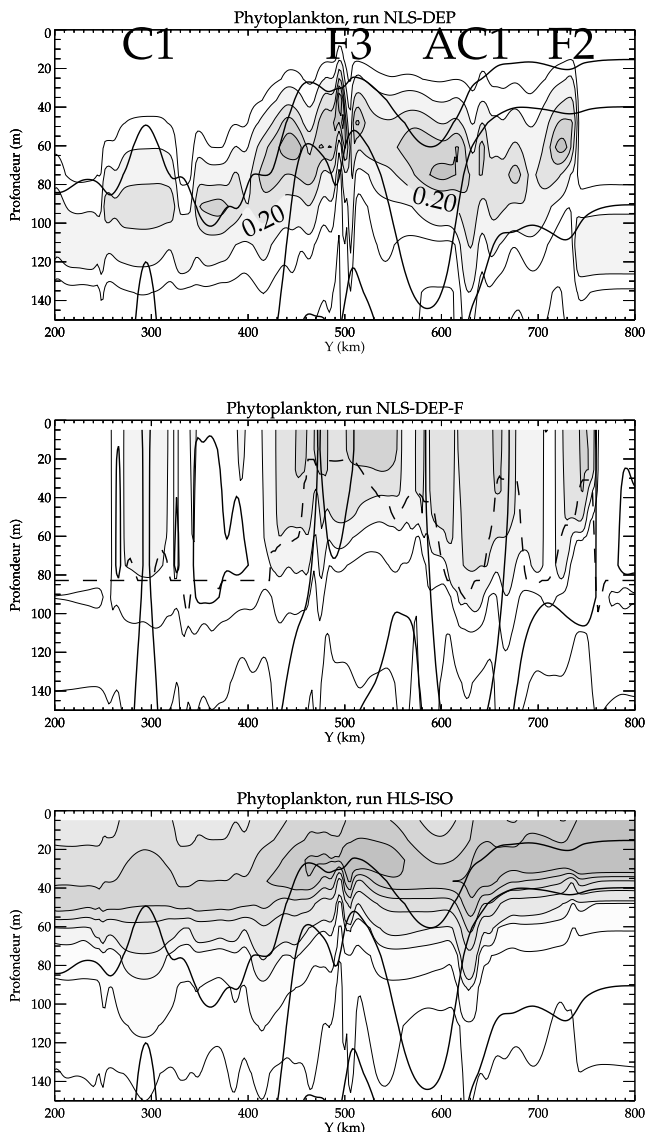 Phytoplankton, run NLS-DEP
C1 F3 AC1 F2
0
20
40
60
80
100
120
140
Profondeur (m)
0.20
0.20
200 300 400 500 600 700 800
Y (km)
Phytoplankton, run NLS-DEP-F
0
20
40
60
80
100
120
140
Profondeur (m)
200 300 400 500 600 700 800
Y (km)
Phytoplankton, run HLS-ISO
0
20
40
60
80
100
120
140
Profondeur (m)
200 300 400 500 600 700 800
Y (km)